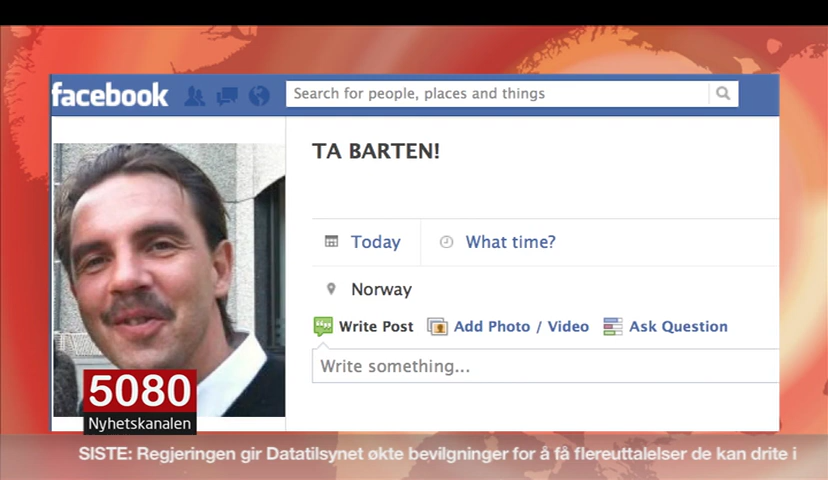 facebook
Search for people, places and things
TA BARTEN!
Today
What time?
Norway
Write Post
Add Photo / Video
Ask Question
Write something...
5080
Nyhetskanalen
SISTE: Regjeringen gir Datatilsynet økte bevilgninger for å få flereuttalelser de kan drite i